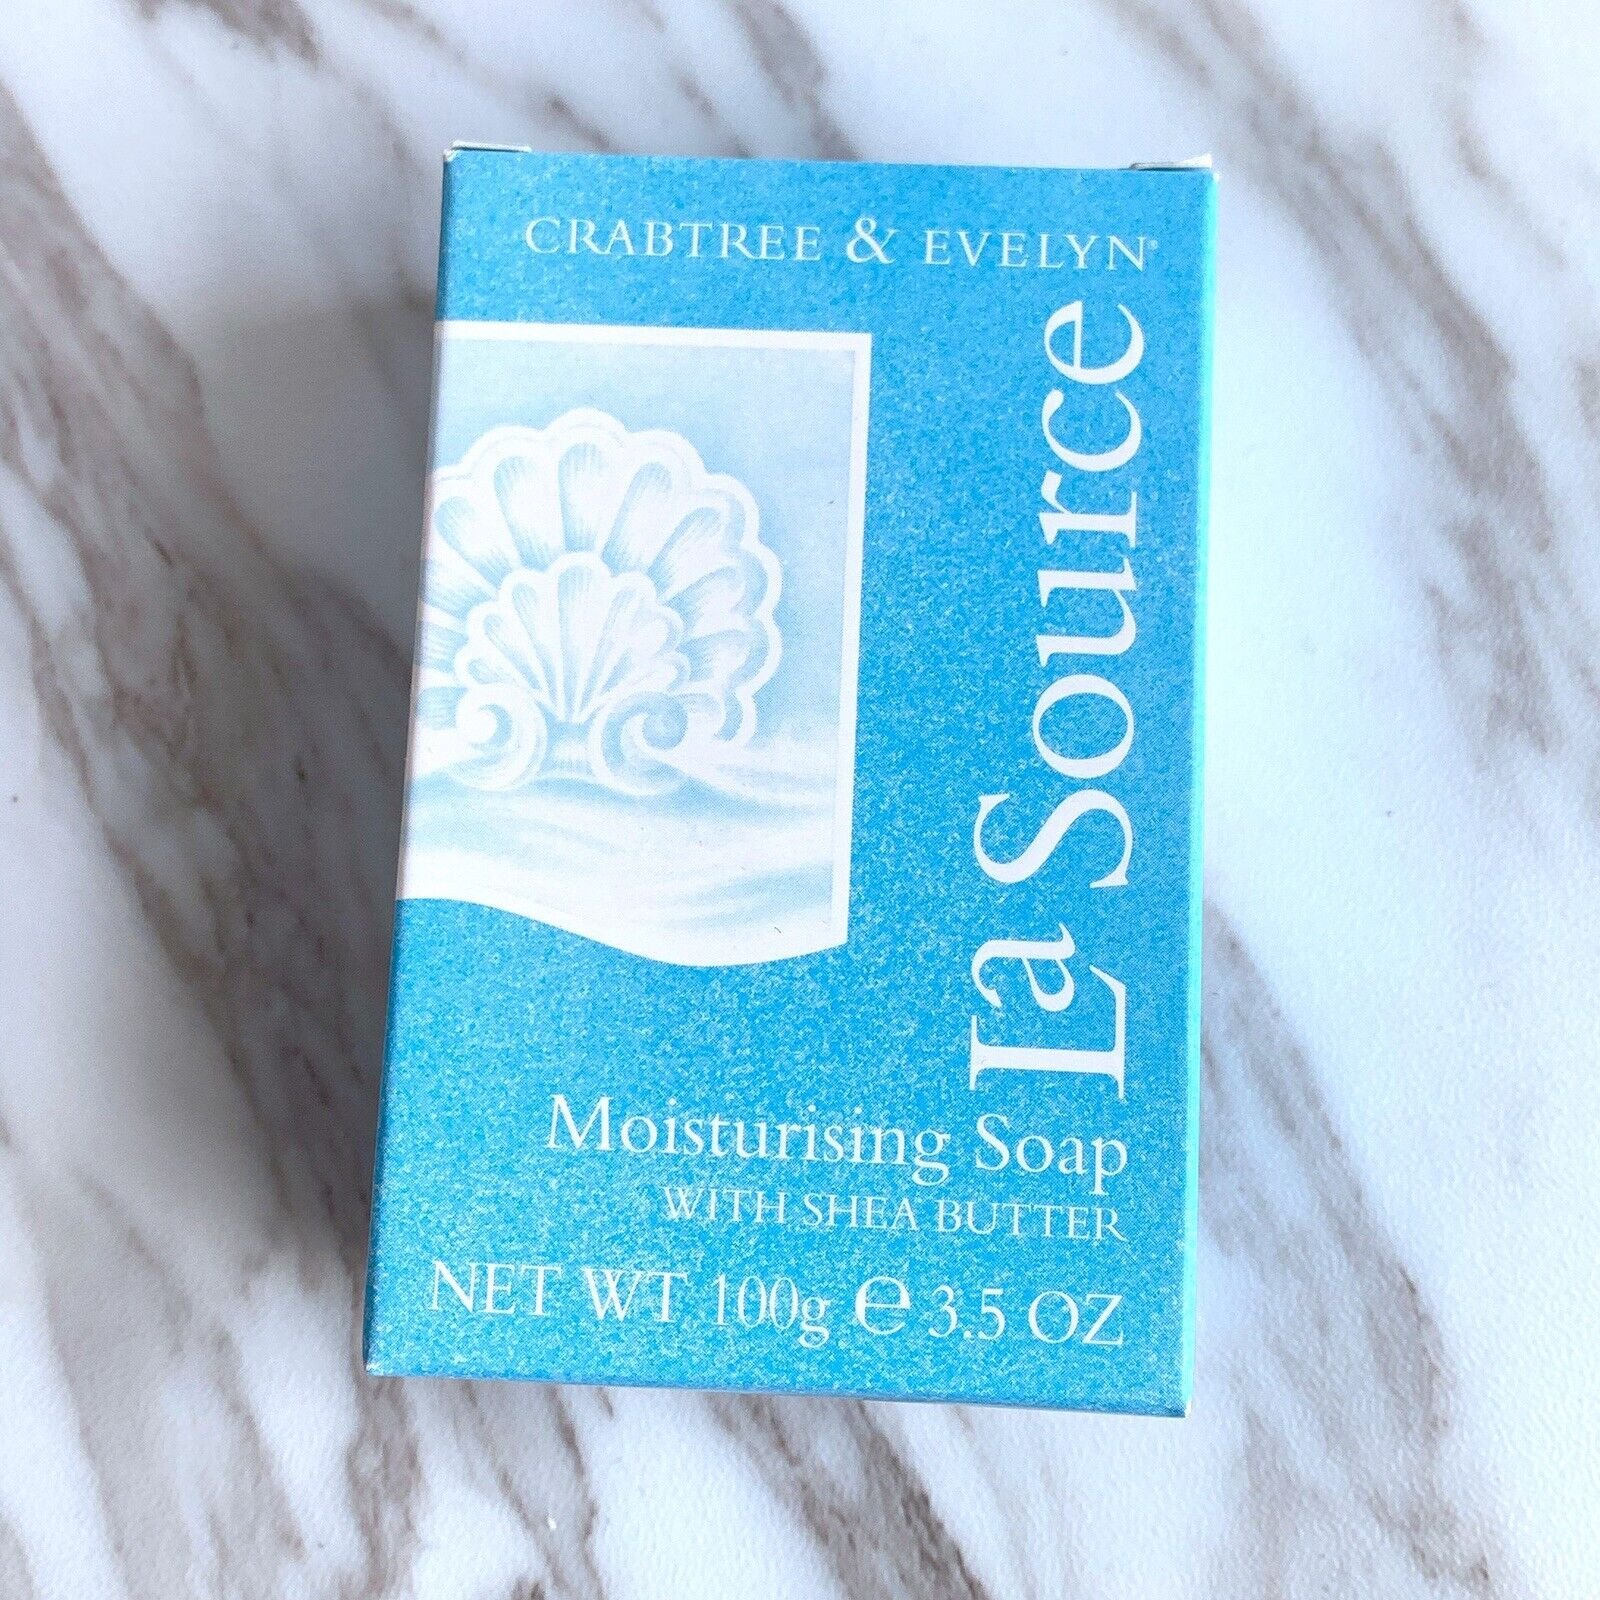 CRABTREE & EVELYN®
La Source
Moisturising Soap
WITH SHEA BUTTER
NET WT 100g ℮ 3.5 OZ